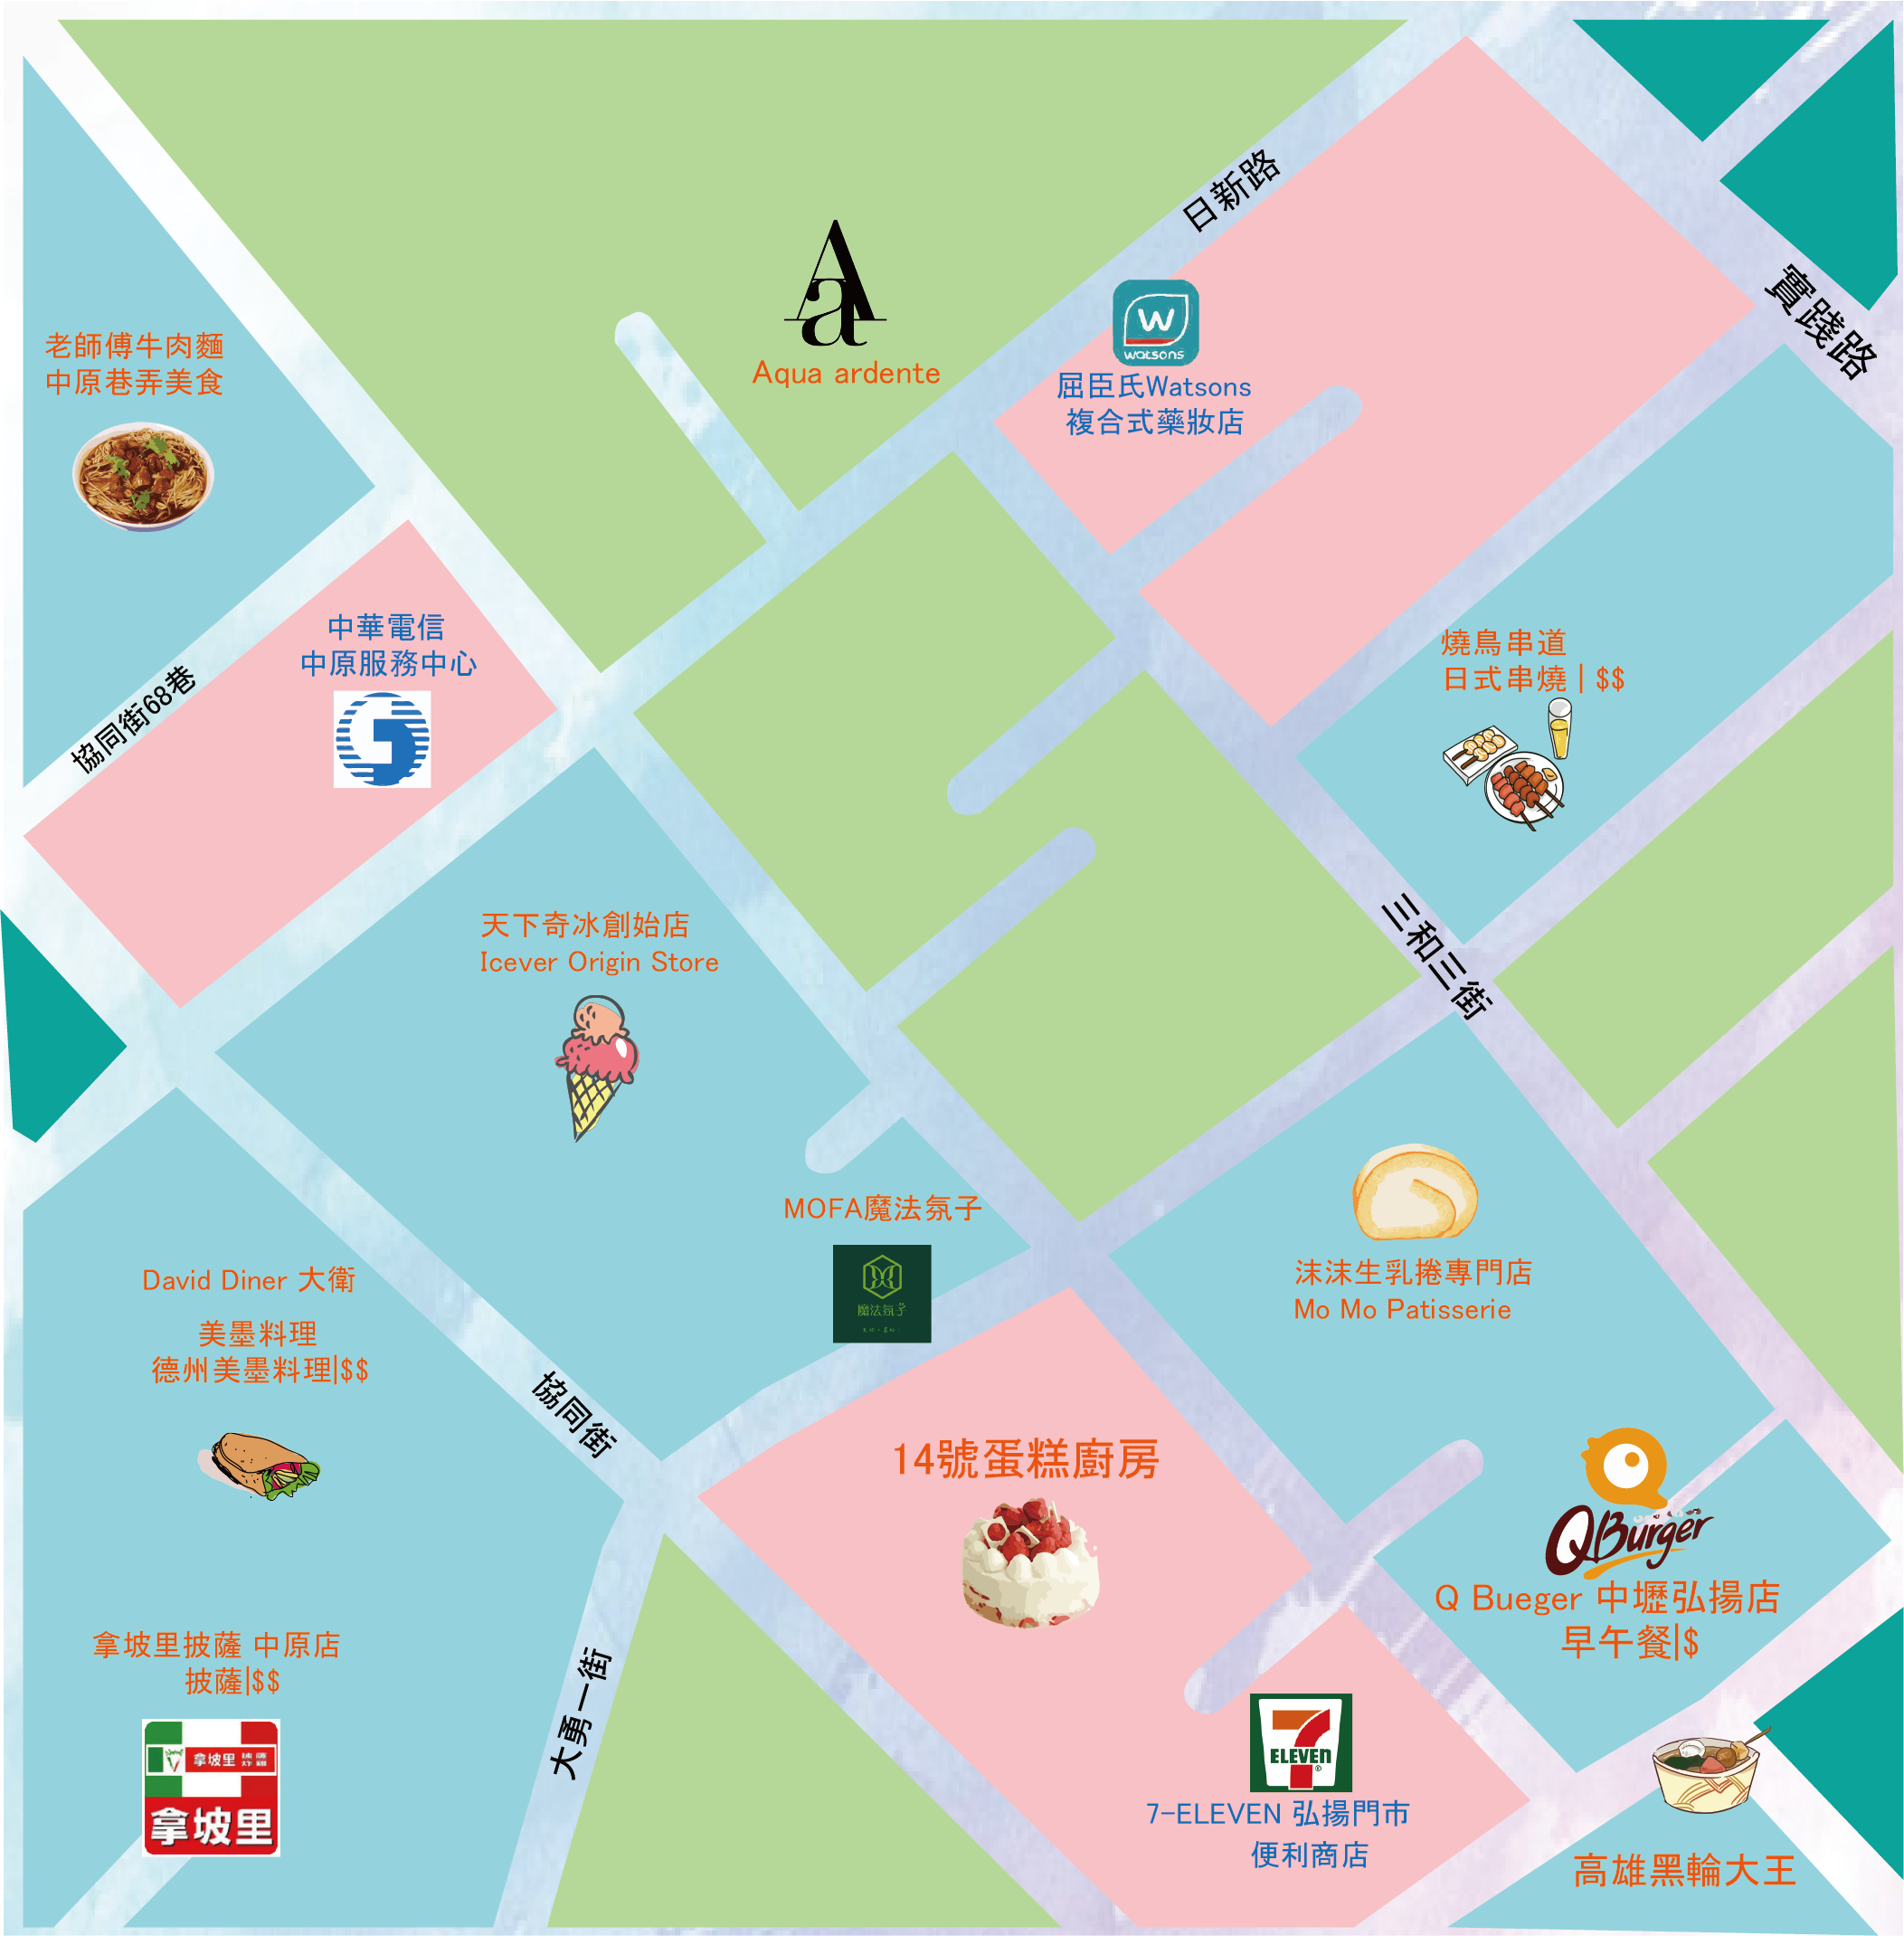 日新路
實踐路
Aa
Aqua ardente
W
watsons
屈臣氏Watsons
複合式藥妝店
老師傅牛肉麵
中原巷弄美食
中華電信
中原服務中心
協同街68巷
燒鳥串道
日式串燒 | $$
三和三街
天下奇冰創始店
Icever Origin Store
MOFA魔法氛子
魔法氛子
沫沫生乳捲專門店
Mo Mo Patisserie
David Diner 大衛
美墨料理
德州美墨料理|$$
協同街
14號蛋糕廚房
QBurger
Q Bueger 中壢弘揚店
早午餐|$
拿坡里披薩 中原店
披薩|$$
拿坡里
拿坡里
大勇一街
7
ELEVEN
7-ELEVEN 弘揚門市
便利商店
高雄黑輪大王